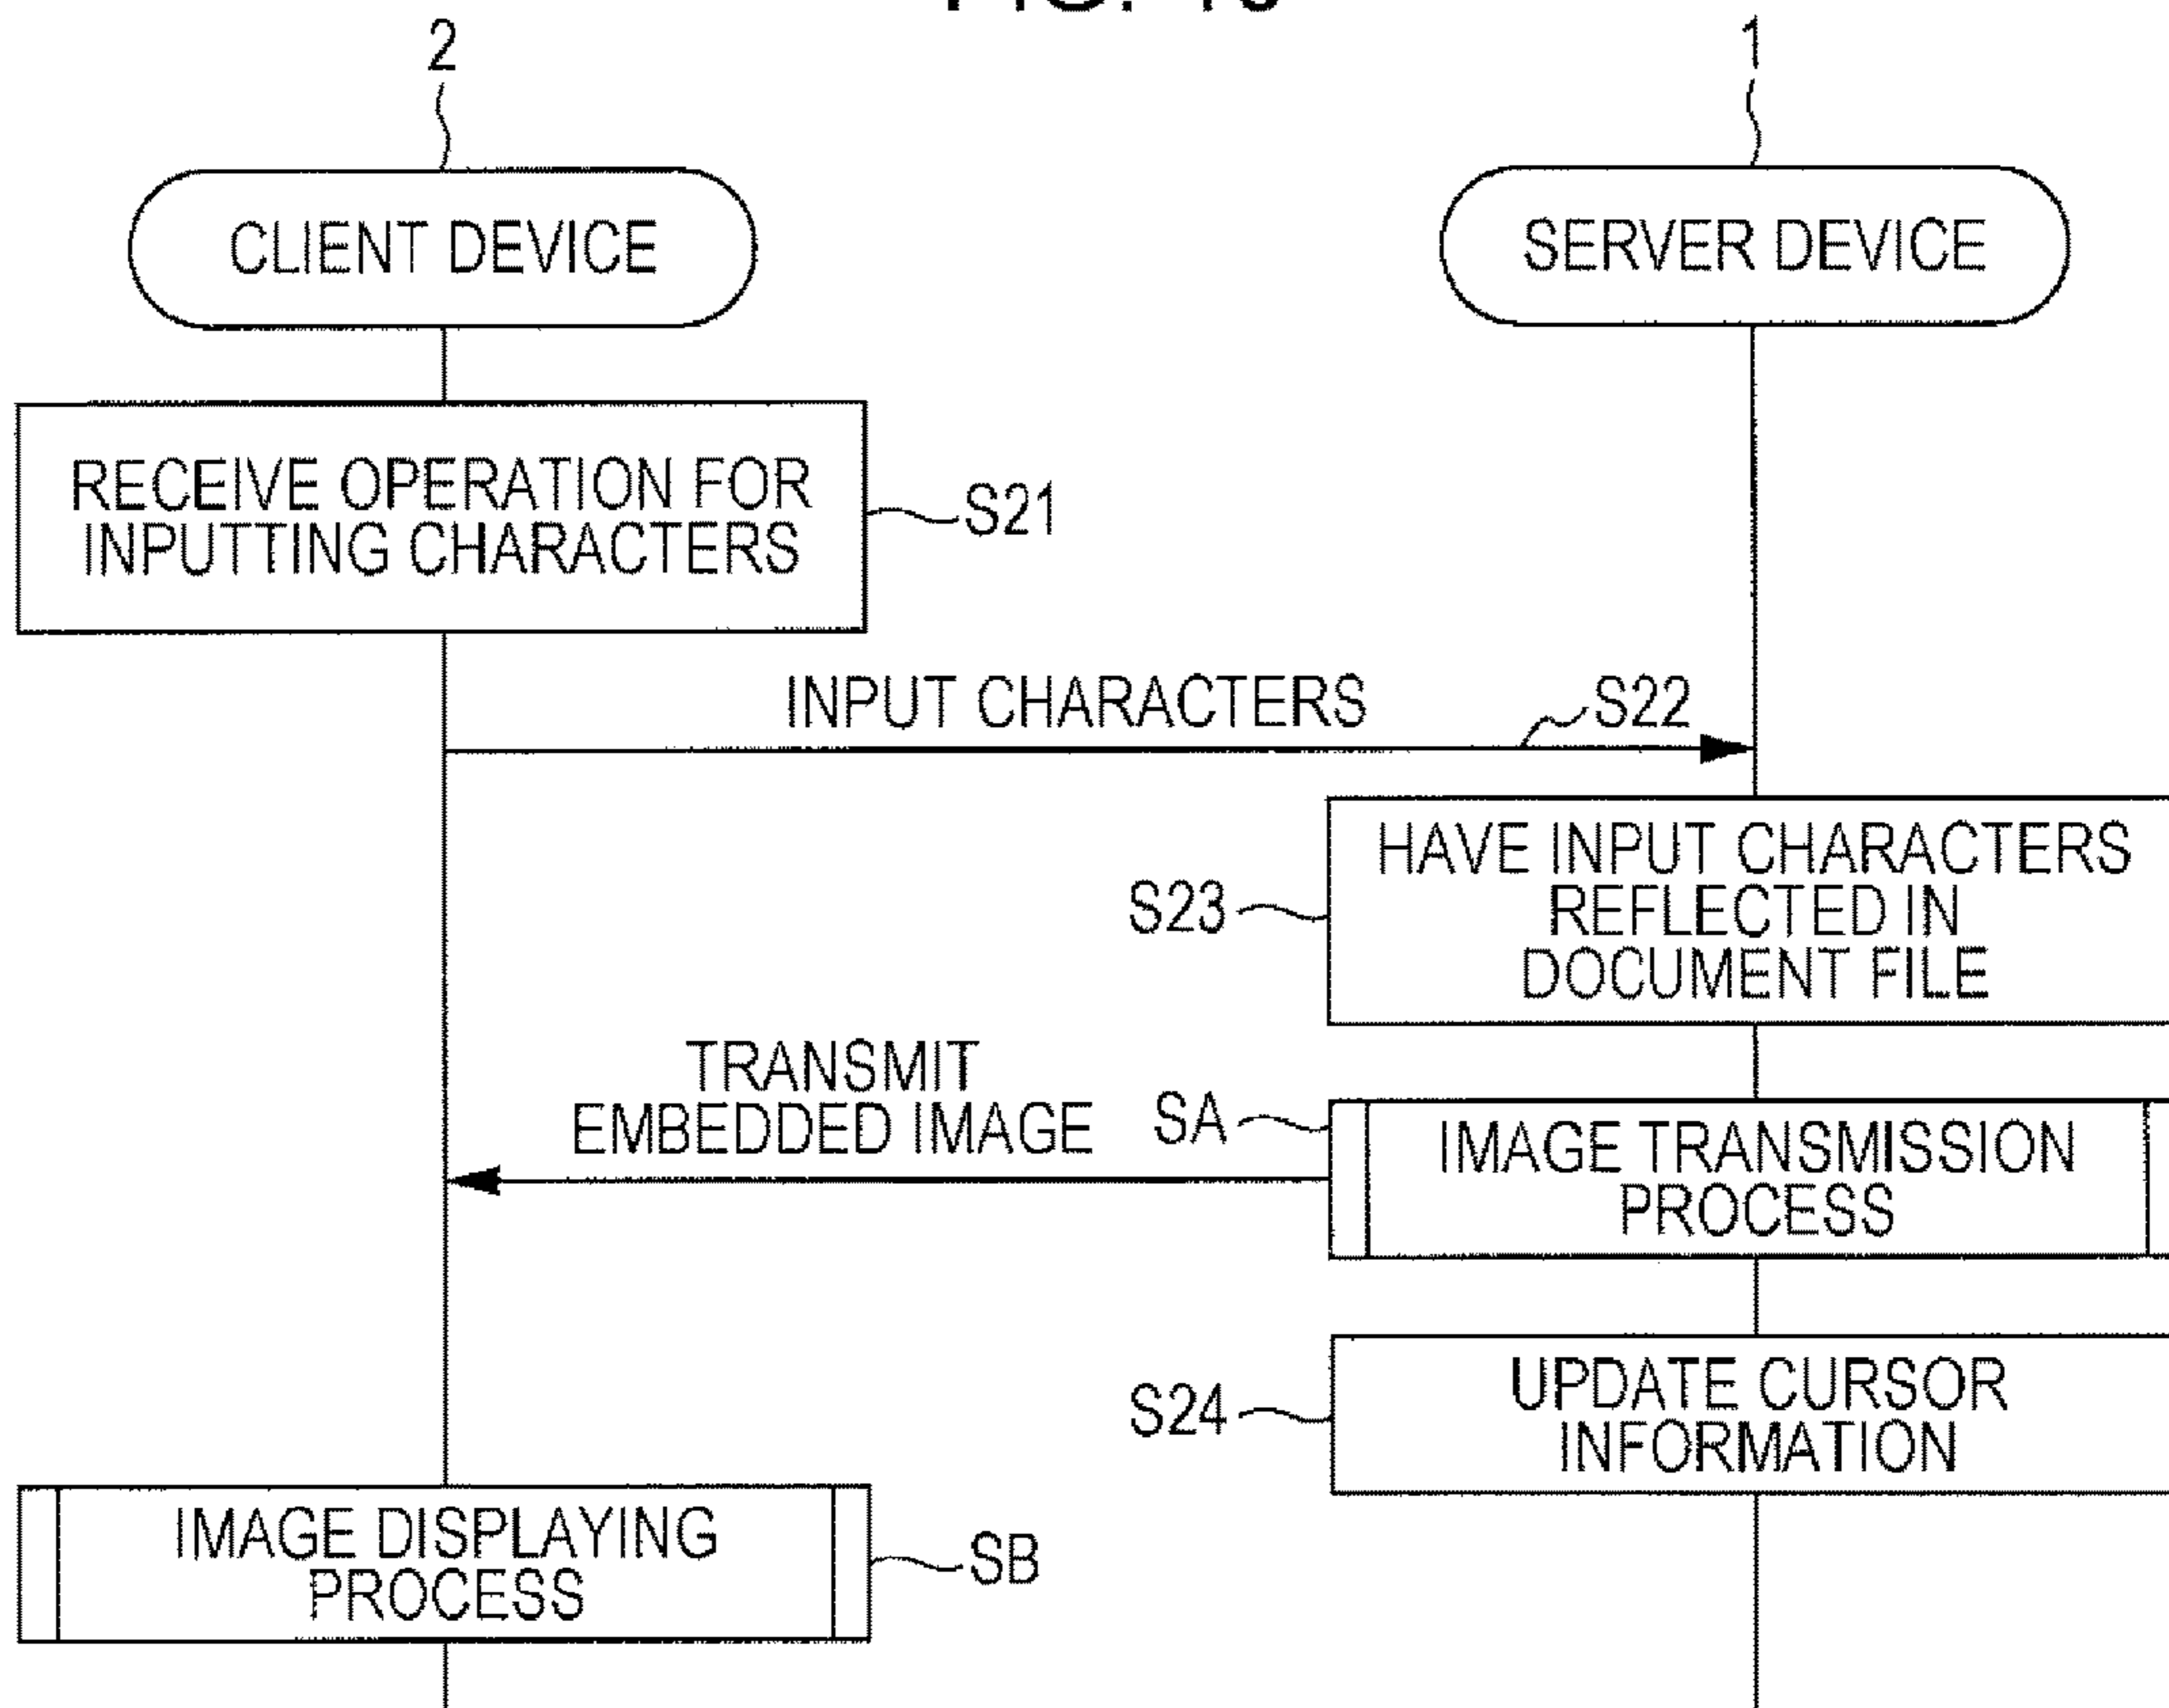 2
1
CLIENT DEVICE
SERVER DEVICE
RECEIVE OPERATION FOR
INPUTTING CHARACTERS
S21
INPUT CHARACTERS
S22
HAVE INPUT CHARACTERS
REFLECTED IN
DOCUMENT FILE
S23
TRANSMIT
EMBEDDED IMAGE
SA
IMAGE TRANSMISSION
PROCESS
S24
UPDATE CURSOR
INFORMATION
IMAGE DISPLAYING
PROCESS
SB